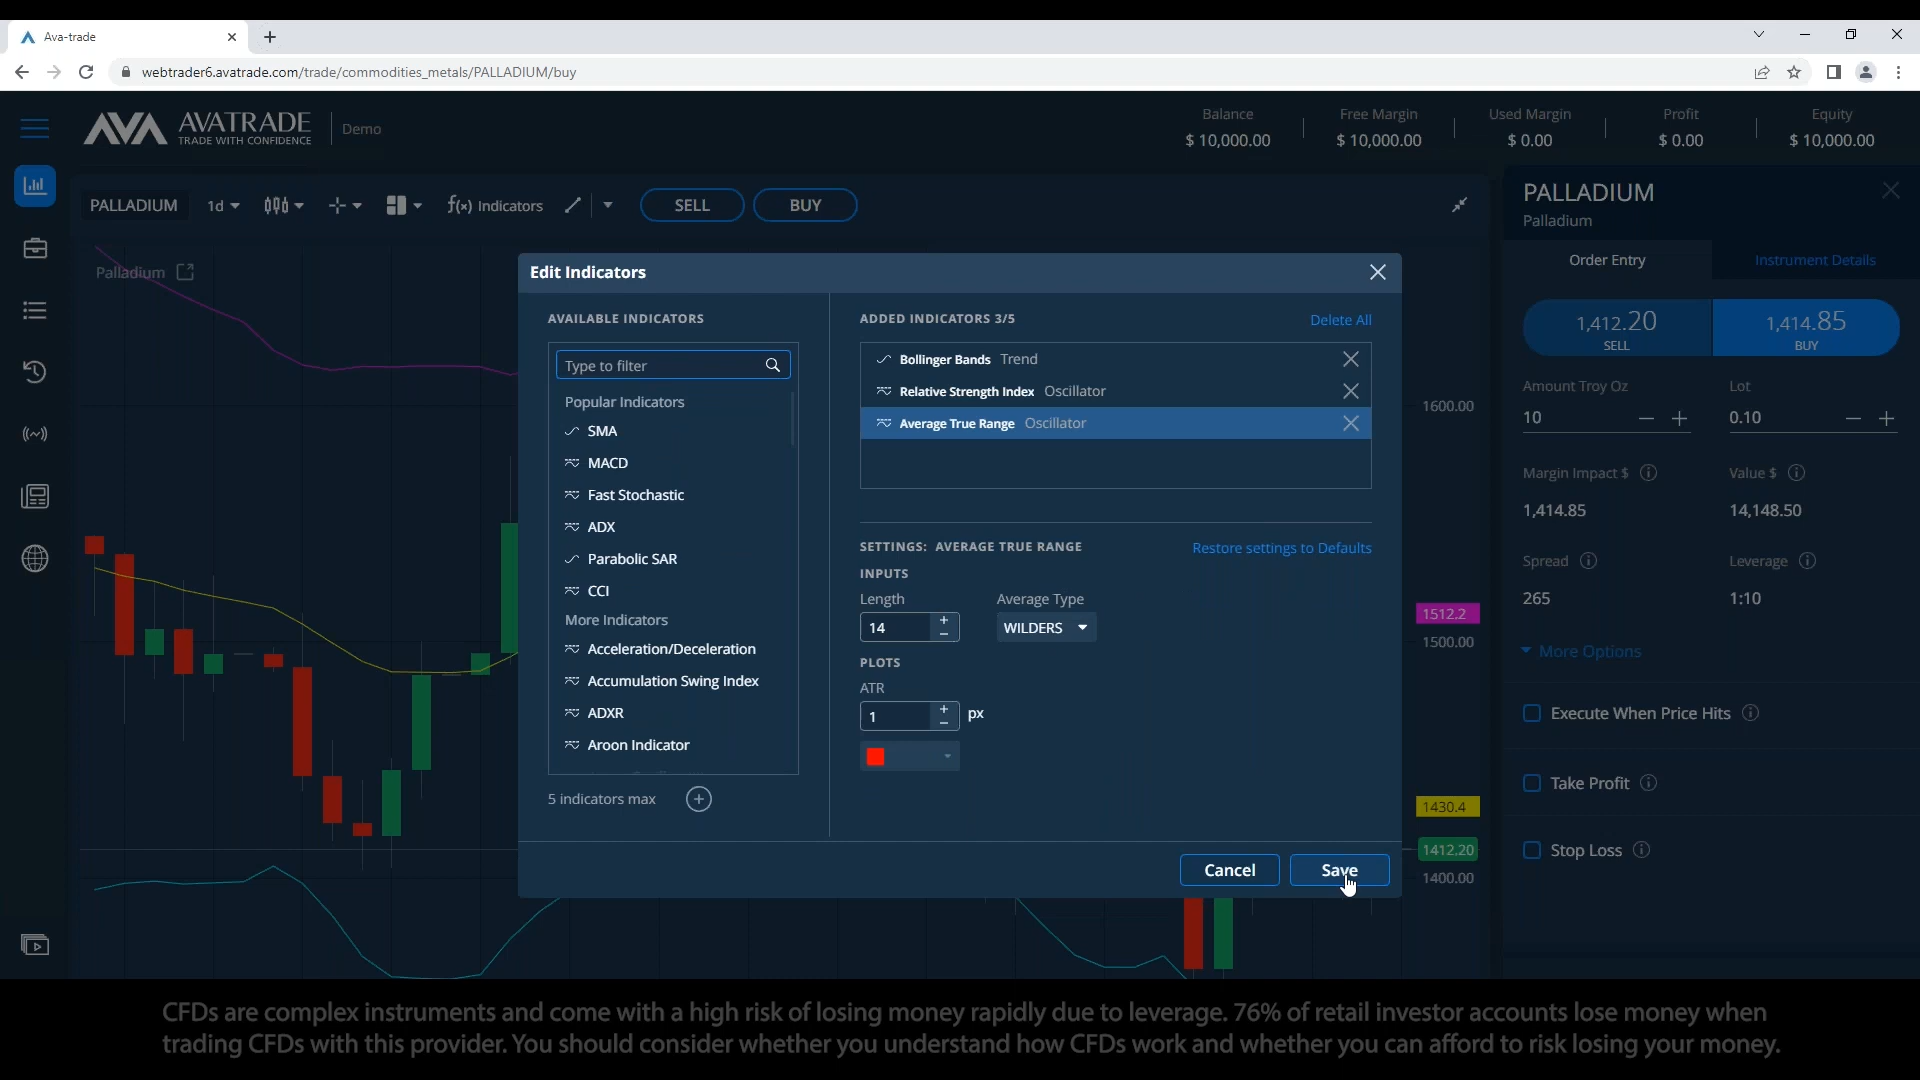 Ava-trade
webtrader6.avatrade.com/trade/commodities_metals/PALLADIUM/buy
AVA AVATRADE
TRADE WITH CONFIDENCE
Demo
Balance
$ 10,000.00
Free Margin
$ 10,000.00
Used Margin
$ 0.00
Profit
$ 0.00
Equity
$ 10,000.00
PALLADIUM 1d f(x) Indicators SELL BUY
Palladium
Edit Indicators
AVAILABLE INDICATORS
Type to filter
Popular Indicators
SMA
MACD
Fast Stochastic
ADX
Parabolic SAR
CCI
More Indicators
Acceleration/Deceleration
Accumulation Swing Index
ADXR
Aroon Indicator
5 indicators max
ADDED INDICATORS 3/5
Delete All
Bollinger Bands Trend
Relative Strength Index Oscillator
Average True Range Oscillator
SETTINGS: AVERAGE TRUE RANGE
Restore settings to Defaults
INPUTS
Length
14
Average Type
WILDERS
PLOTS
ATR
1 px
Cancel
Save
1600.00
1512.2
1500.00
1430.4
1412.20
1400.00
PALLADIUM
Palladium
Order Entry
Instrument Details
1,412.20
SELL
1,414.85
BUY
Amount Troy Oz
10
Lot
0.10
Margin Impact $
1,414.85
Value $
14,148.50
Spread
265
Leverage
1:10
More Options
Execute When Price Hits
Take Profit
Stop Loss
CFDs are complex instruments and come with a high risk of losing money rapidly due to leverage. 76% of retail investor accounts lose money when
trading CFDs with this provider. You should consider whether you understand how CFDs work and whether you can afford to risk losing your money.